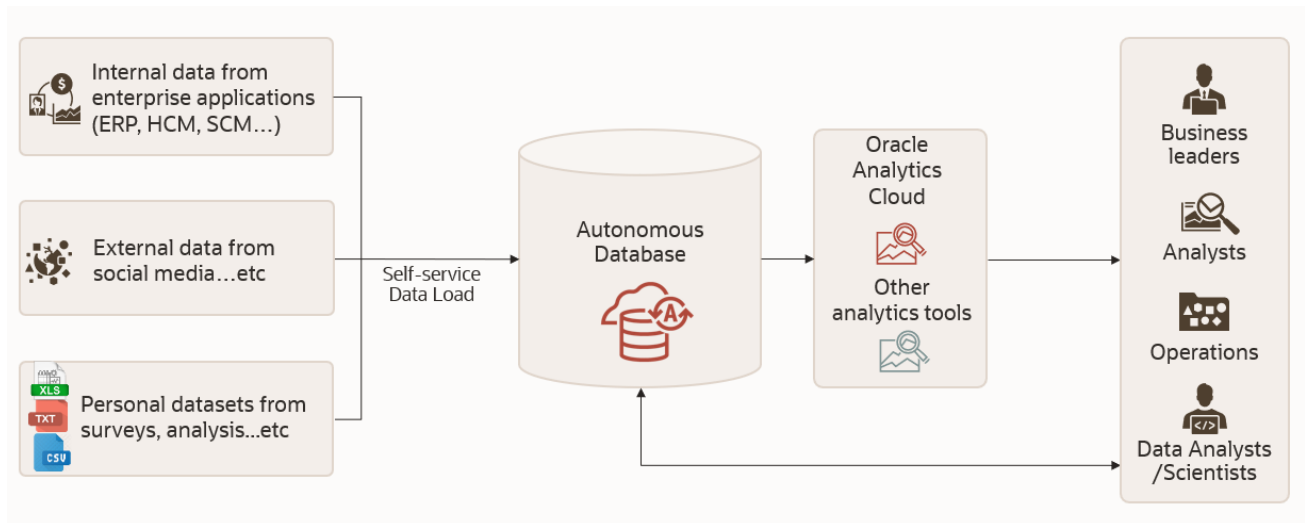 Internal data from
enterprise applications
(ERP, HCM, SCM...)
External data from
social media...etc
XLS
TXT
CSV
Personal datasets from
surveys, analysis...etc
Self-service
Data Load
Autonomous
Database
A
Oracle
Analytics
Cloud
Other
analytics tools
Business
leaders
Analysts
Operations
Data Analysts
/Scientists